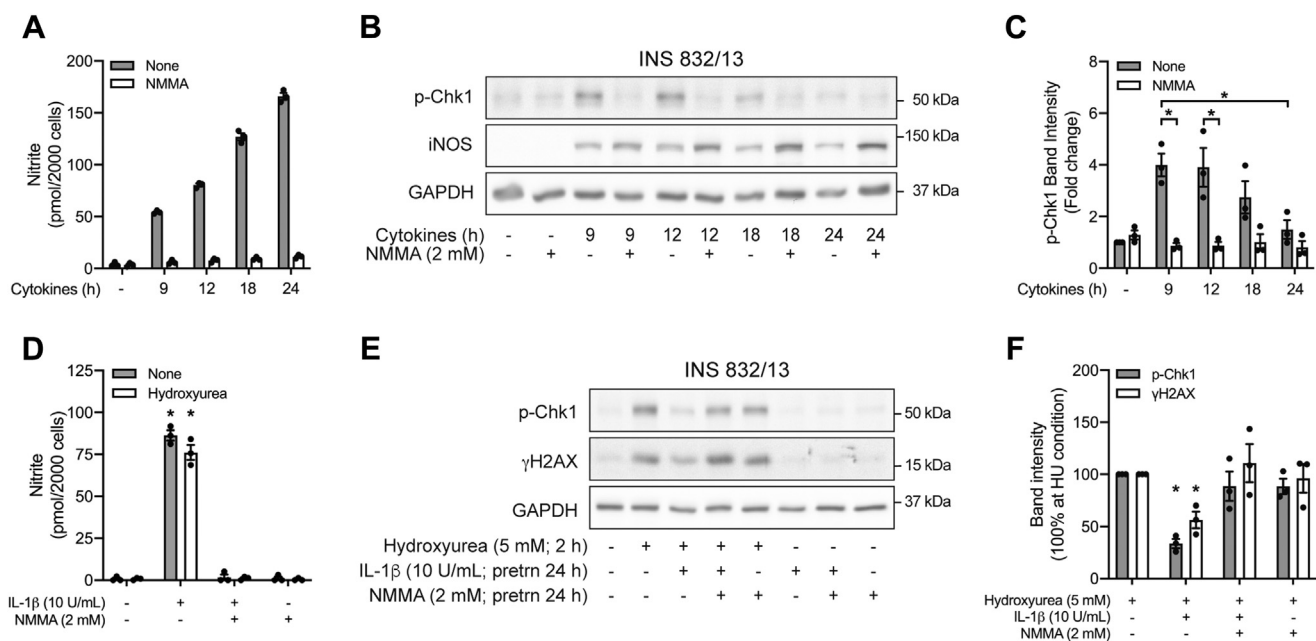 A
None
NMMA
Nitrite
(pmol/2000 cells)
200
150
100
50
0
Cytokines (h) - 9 12 18 24
B
INS 832/13
p-Chk1
50 kDa
iNOS
150 kDa
GAPDH
37 kDa
Cytokines (h) - - 9 9 12 12 18 18 24 24
NMMA (2 mM) - + - + - + - + - +
C
None
NMMA
p-Chk1 Band Intensity
(Fold change)
8
6
4
2
0
*
* *
Cytokines (h) - 9 12 18 24
D
None
Hydroxyurea
Nitrite
(pmol/2000 cells)
125
100
75
50
25
0
* *
IL-1β (10 U/mL) - + + -
NMMA (2 mM) - - + +
E
INS 832/13
p-Chk1
50 kDa
γH2AX
15 kDa
GAPDH
37 kDa
Hydroxyurea (5 mM; 2 h) - + + + + - - -
IL-1β (10 U/mL; pretrn 24 h) - - + + - + + -
NMMA (2 mM; pretrn 24 h) - - - + + - + +
F
p-Chk1
γH2AX
Band intensity
(100% at HU condition)
200
150
100
50
0
* *
Hydroxyurea (5 mM) + + + +
IL-1β (10 U/mL) - + + -
NMMA (2 mM) - - + +